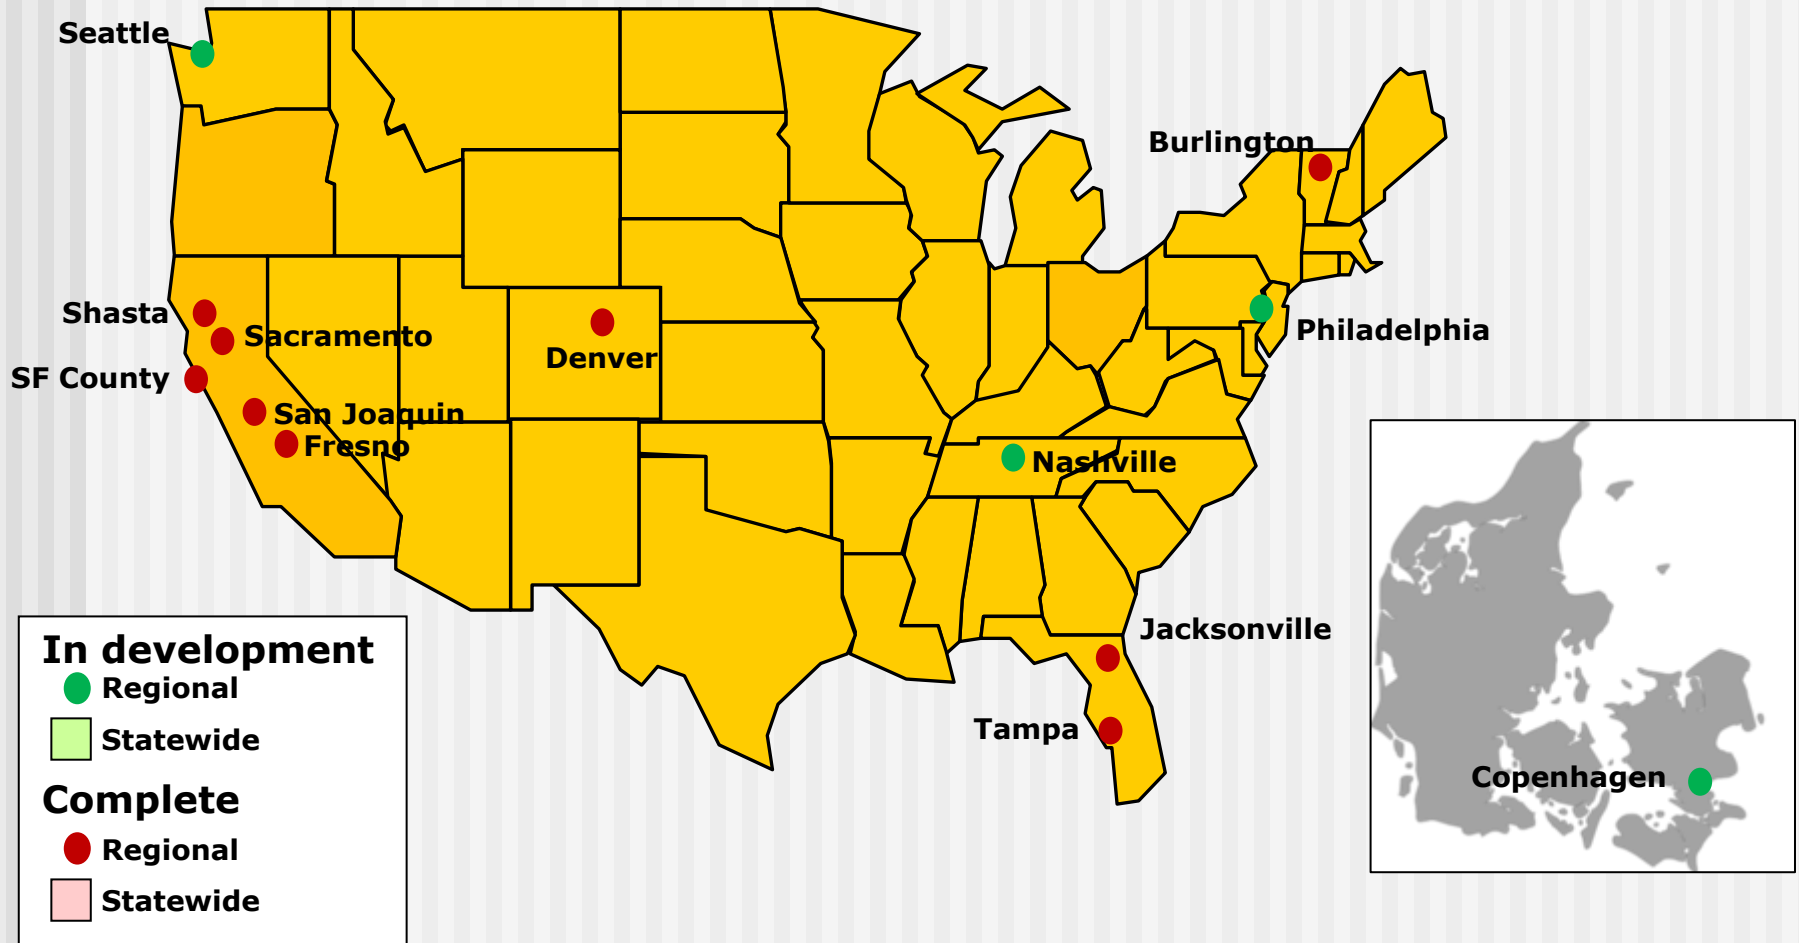 Seattle
Burlington
Shasta
Sacramento
Philadelphia
Denver
SF County
San Joaquin
Fresno
Nashville
Jacksonville
Tampa
Copenhagen
In development
Regional
Statewide
Complete
Regional
Statewide